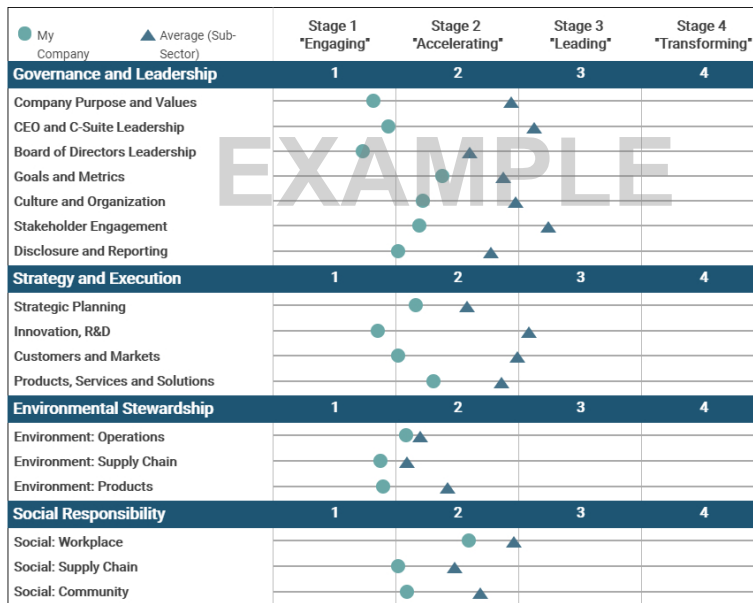 My Company
Average (Sub-Sector)
Stage 1
"Engaging"
Stage 2
"Accelerating"
Stage 3
"Leading"
Stage 4
"Transforming"
Governance and Leadership 1 2 3 4
Company Purpose and Values
CEO and C-Suite Leadership
Board of Directors Leadership
EXAMPLE
Goals and Metrics
Culture and Organization
Stakeholder Engagement
Disclosure and Reporting
Strategy and Execution 1 2 3 4
Strategic Planning
Innovation, R&D
Customers and Markets
Products, Services and Solutions
Environmental Stewardship 1 2 3 4
Environment: Operations
Environment: Supply Chain
Environment: Products
Social Responsibility 1 2 3 4
Social: Workplace
Social: Supply Chain
Social: Community